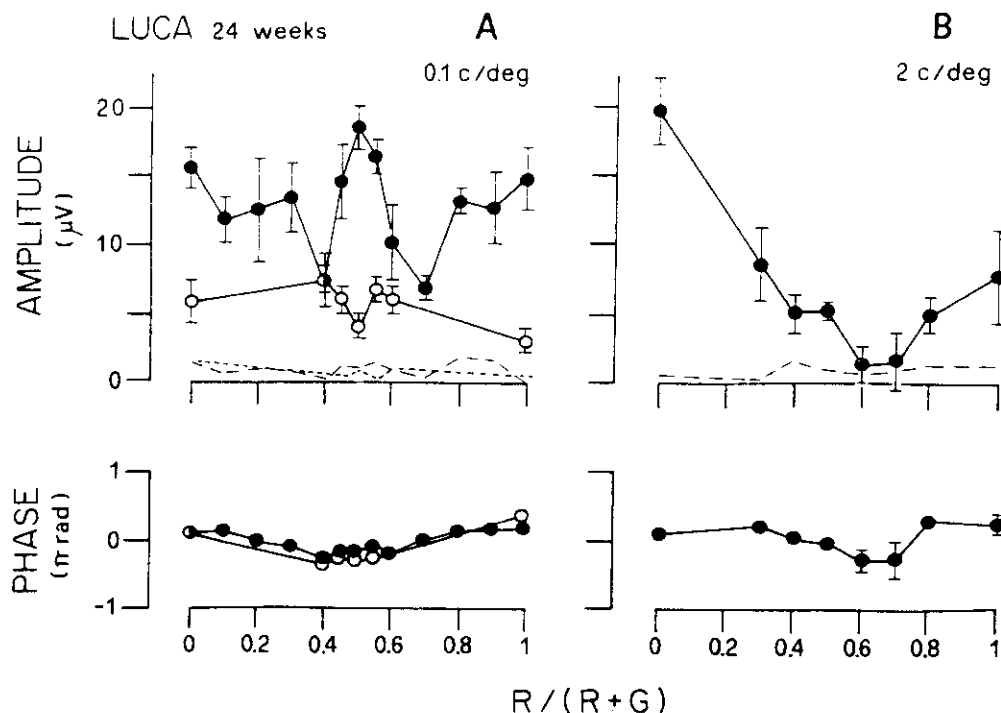 LUCA 24 weeks
A
B
0.1 c/deg
2 c/deg
AMPLITUDE
(µV)
20
10
0
PHASE
(π rad)
1
0
-1
0 0.2 0.4 0.6 0.8 1
0 0.2 0.4 0.6 0.8 1
R/(R+G)